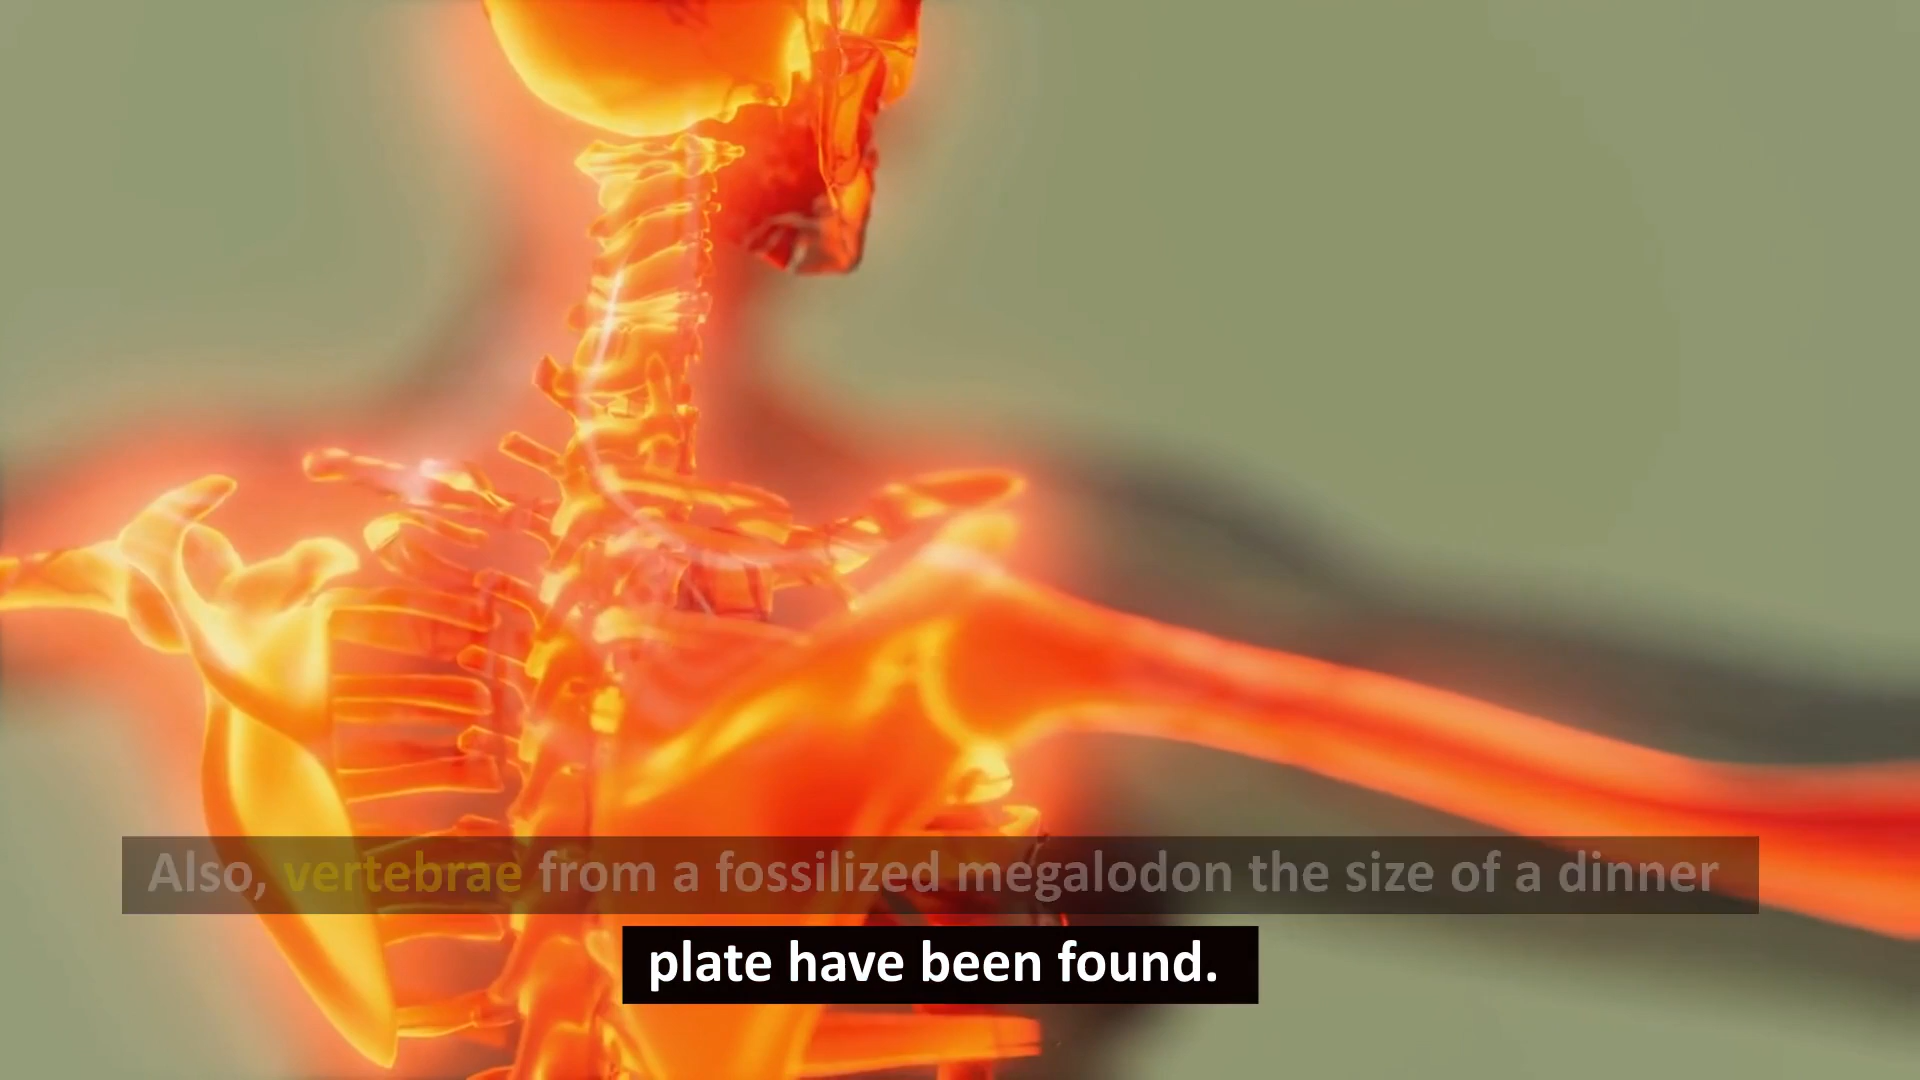 Also, vertebrae from a fossilized megalodon the size of a dinner
plate have been found.